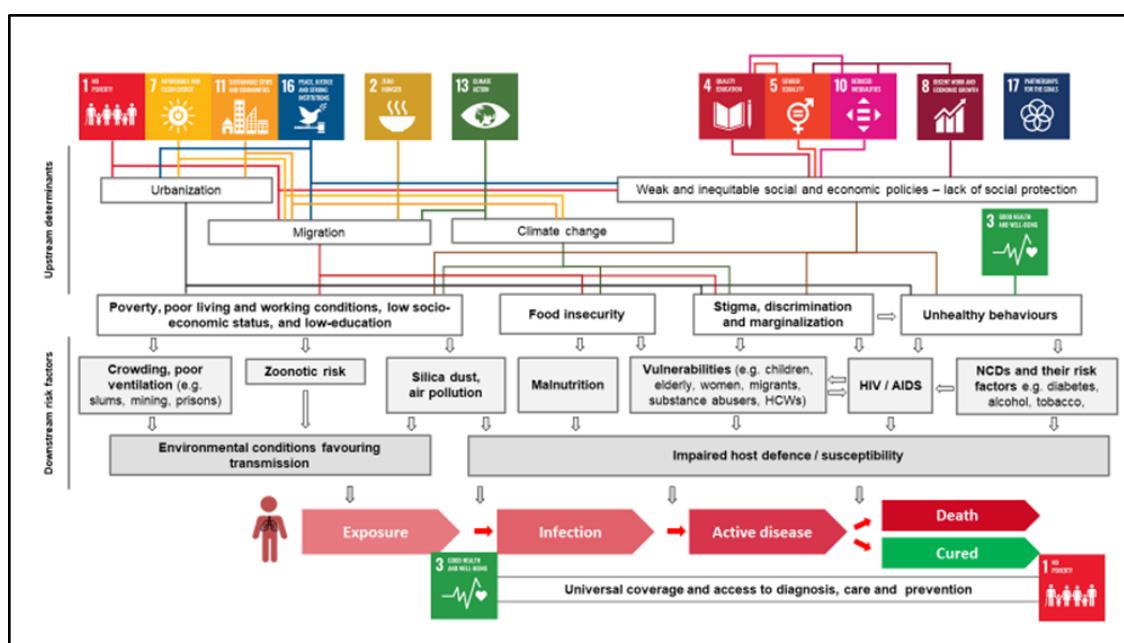 1 NO POVERTY
7 AFFORDABLE AND CLEAN ENERGY
11 SUSTAINABLE CITIES AND COMMUNITIES
16 PEACE, JUSTICE AND STRONG INSTITUTIONS
2 ZERO HUNGER
13 CLIMATE ACTION
4 QUALITY EDUCATION
5 GENDER EQUALITY
10 REDUCED INEQUALITIES
8 DECENT WORK AND ECONOMIC GROWTH
17 PARTNERSHIPS FOR THE GOALS
Upstream determinants
Urbanization
Weak and inequitable social and economic policies – lack of social protection
Migration
Climate change
3 GOOD HEALTH AND WELL-BEING
Poverty, poor living and working conditions, low socio-
economic status, and low-education
Food insecurity
Stigma, discrimination
and marginalization
Unhealthy behaviours
Downstream risk factors
Crowding, poor
ventilation (e.g.
slums, mining, prisons)
Zoonotic risk
Silica dust,
air pollution
Malnutrition
Vulnerabilities (e.g. children,
elderly, women, migrants,
substance abusers, HCWs)
HIV / AIDS
NCDs and their risk
factors e.g. diabetes,
alcohol, tobacco,
Environmental conditions favouring
transmission
Impaired host defence / susceptibility
Exposure
Infection
Active disease
Death
Cured
3 GOOD HEALTH AND WELL-BEING
Universal coverage and access to diagnosis, care and prevention
1 NO POVERTY